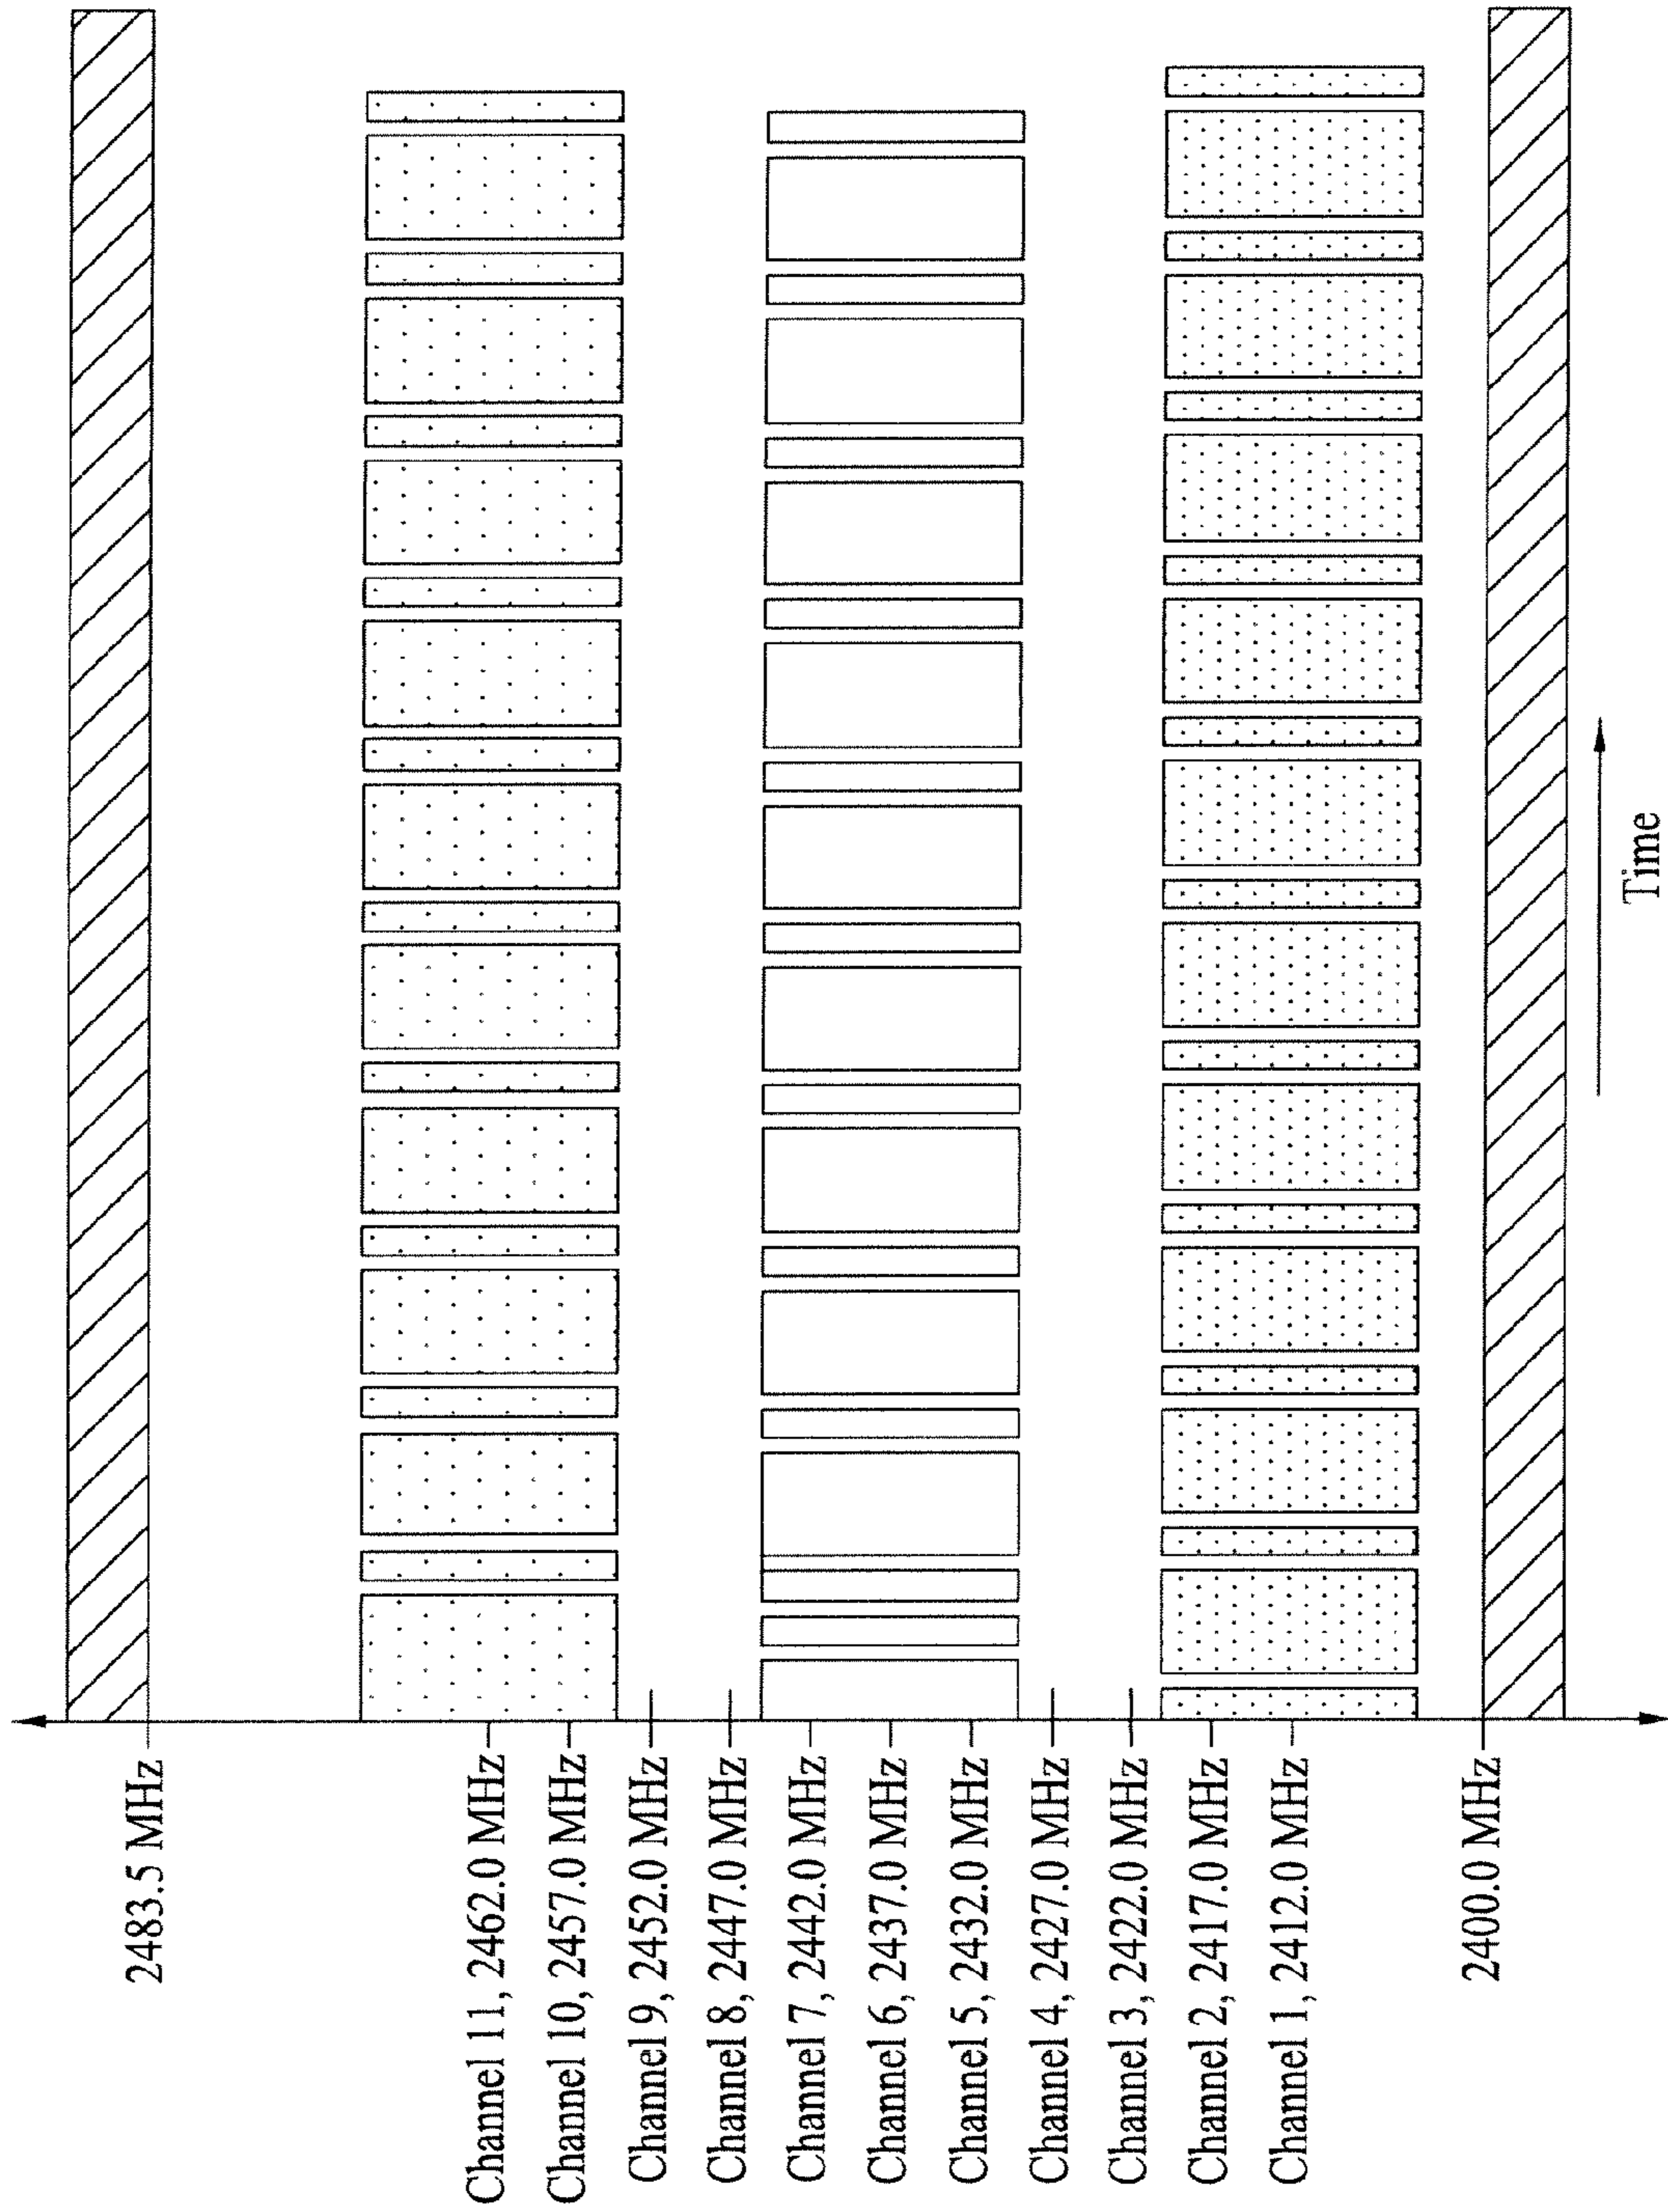 2483.5 MHz
Channel 11, 2462.0 MHz
Channel 10, 2457.0 MHz
Channel 9, 2452.0 MHz
Channel 8, 2447.0 MHz
Channel 7, 2442.0 MHz
Channel 6, 2437.0 MHz
Channel 5, 2432.0 MHz
Channel 4, 2427.0 MHz
Channel 3, 2422.0 MHz
Channel 2, 2417.0 MHz
Channel 1, 2412.0 MHz
2400.0 MHz
Time